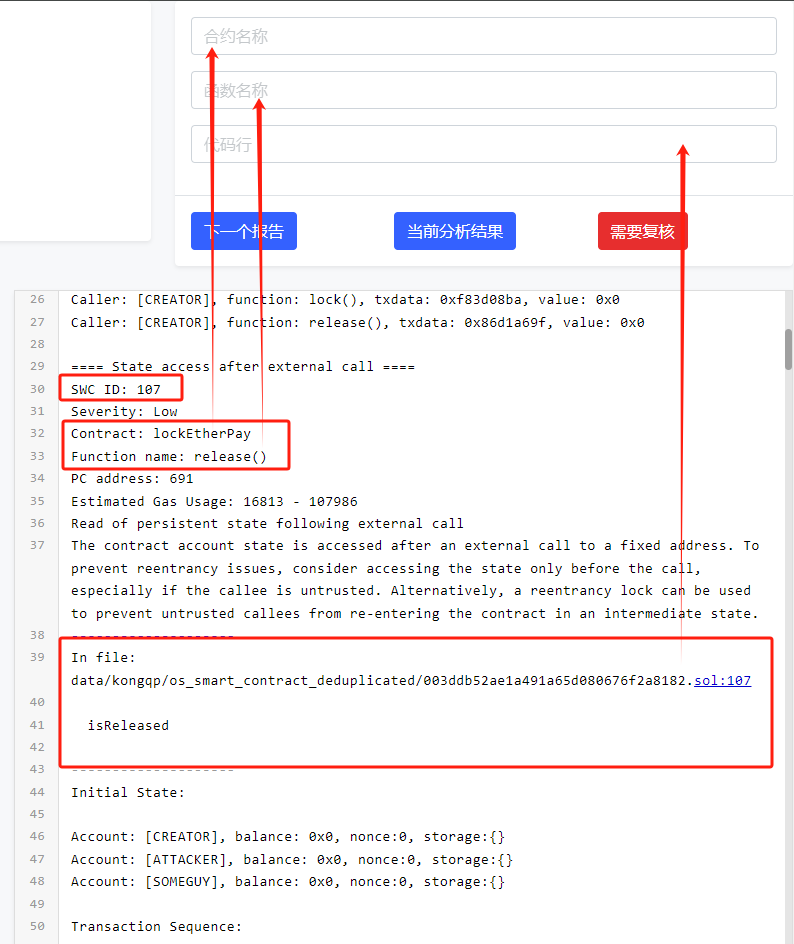 合约名称
函数名称
代码行
下一个报告
当前分析结果
需要复核
26 Caller: [CREATOR], function: lock(), txdata: 0xf83d08ba, value: 0x0
27 Caller: [CREATOR], function: release(), txdata: 0x86d1a69f, value: 0x0
28
29 ==== State access after external call ====
30 SWC ID: 107
31 Severity: Low
32 Contract: lockEtherPay
33 Function name: release()
34 PC address: 691
35 Estimated Gas Usage: 16813 - 107986
36 Read of persistent state following external call
37 The contract account state is accessed after an external call to a fixed address. To
prevent reentrancy issues, consider accessing the state only before the call,
especially if the callee is untrusted. Alternatively, a reentrancy lock can be used
to prevent untrusted callees from re-entering the contract in an intermediate state.
38 --------------------
39 In file:
data/kongqp/os_smart_contract_deduplicated/003ddb52ae1a491a65d080676f2a8182.sol:107
40
41 isReleased
42
43 --------------------
44 Initial State:
45
46 Account: [CREATOR], balance: 0x0, nonce:0, storage:{}
47 Account: [ATTACKER], balance: 0x0, nonce:0, storage:{}
48 Account: [SOMEGUY], balance: 0x0, nonce:0, storage:{}
49
50 Transaction Sequence: